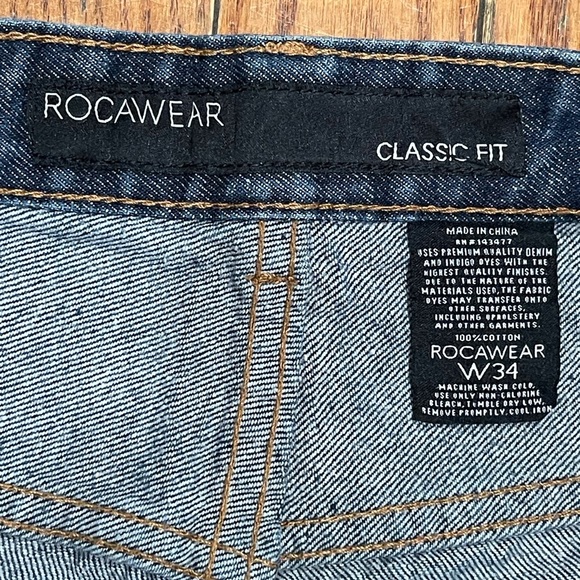 ROCAWEAR
CLASSIC FIT
MADE IN CHINA
RN#143477
USES PREMIUM QUALITY DENIM
AND INDIGO DYES WITH THE
HIGHEST QUALITY FINISHES.
DUE TO THE NATURE OF THE
MATERIALS USED, THE FABRIC
DYES MAY TRANSFER ONTO
OTHER SURFACES,
INCLUDING UPHOLSTERY
AND OTHER GARMENTS.
100% COTTON
ROCAWEAR
W34
MACHINE WASH COLD,
USE ONLY NON-CHLORINE
BLEACH, TUMBLE DRY LOW,
REMOVE PROMPTLY, COOL IRON